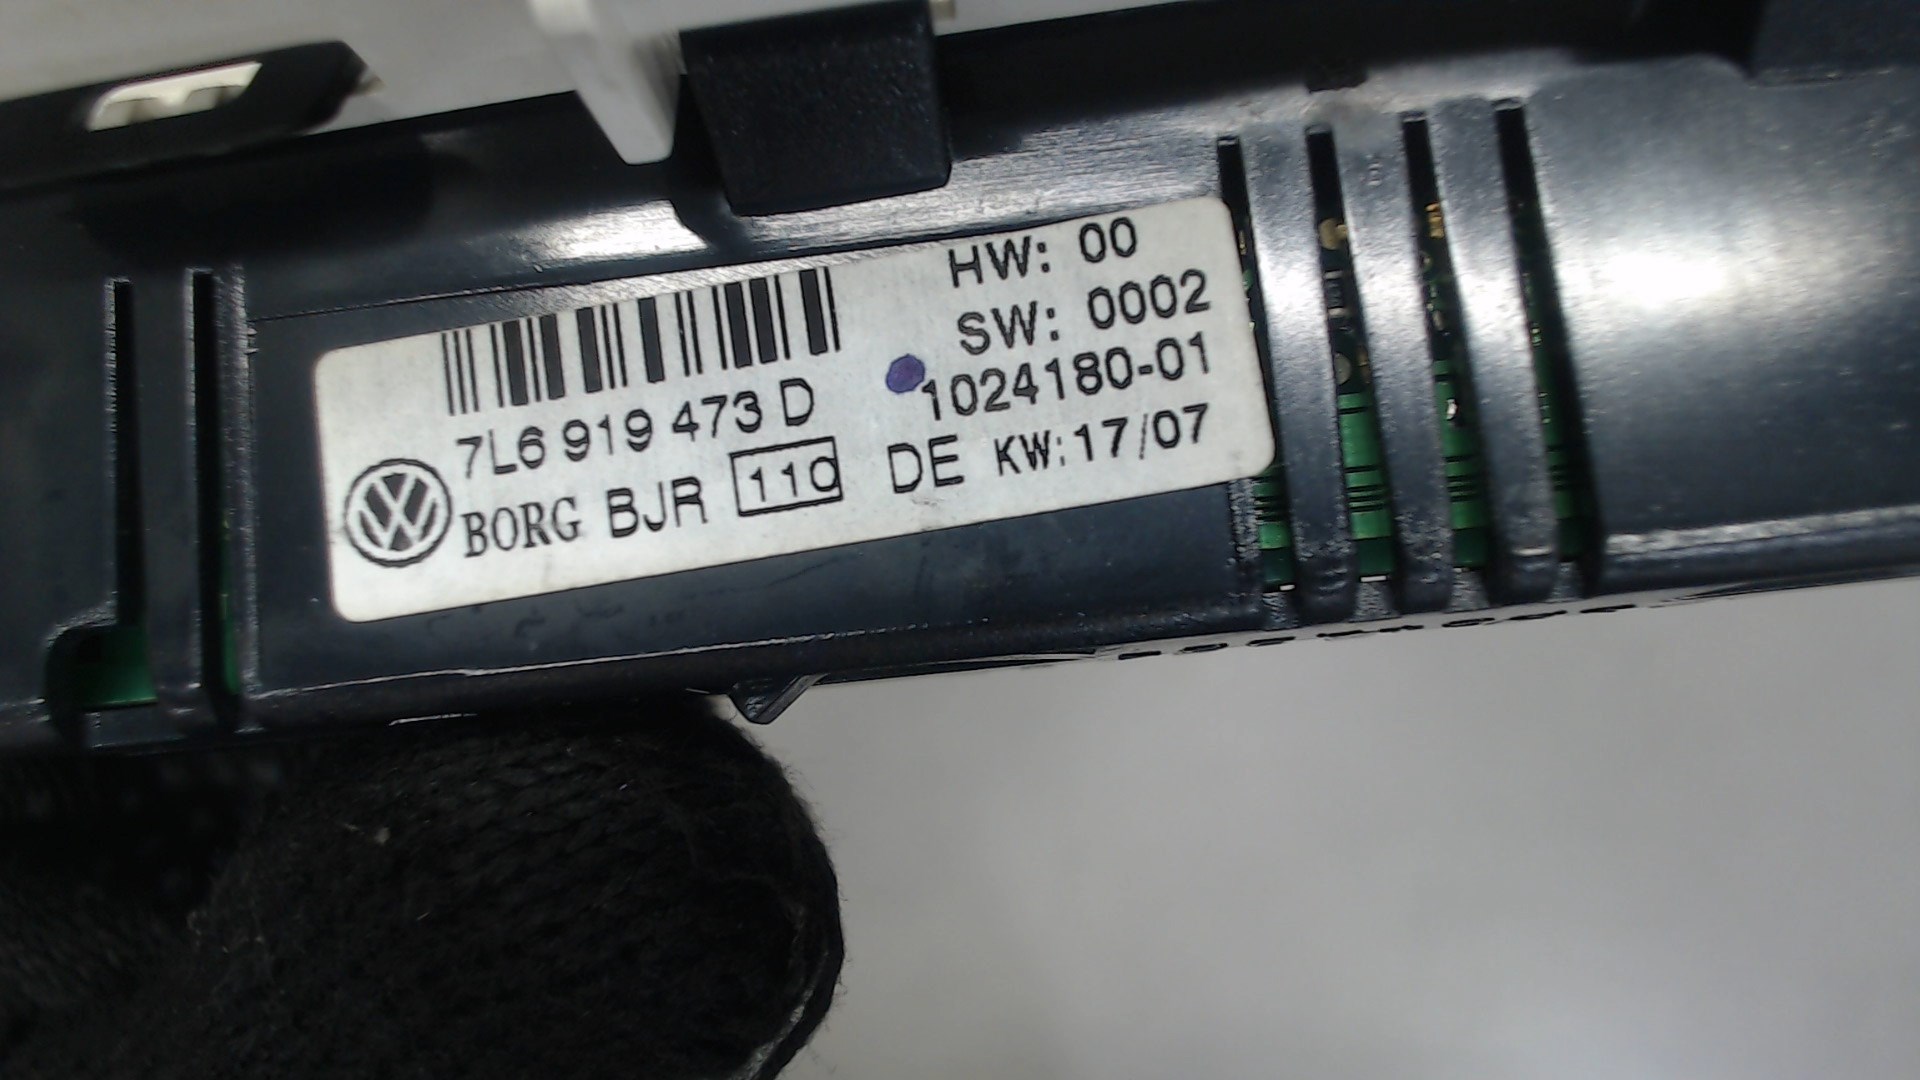 HW: 00
SW: 0002
7L6 919 473 D 1024180-01
BORG BJR 110 DE KW:17/07